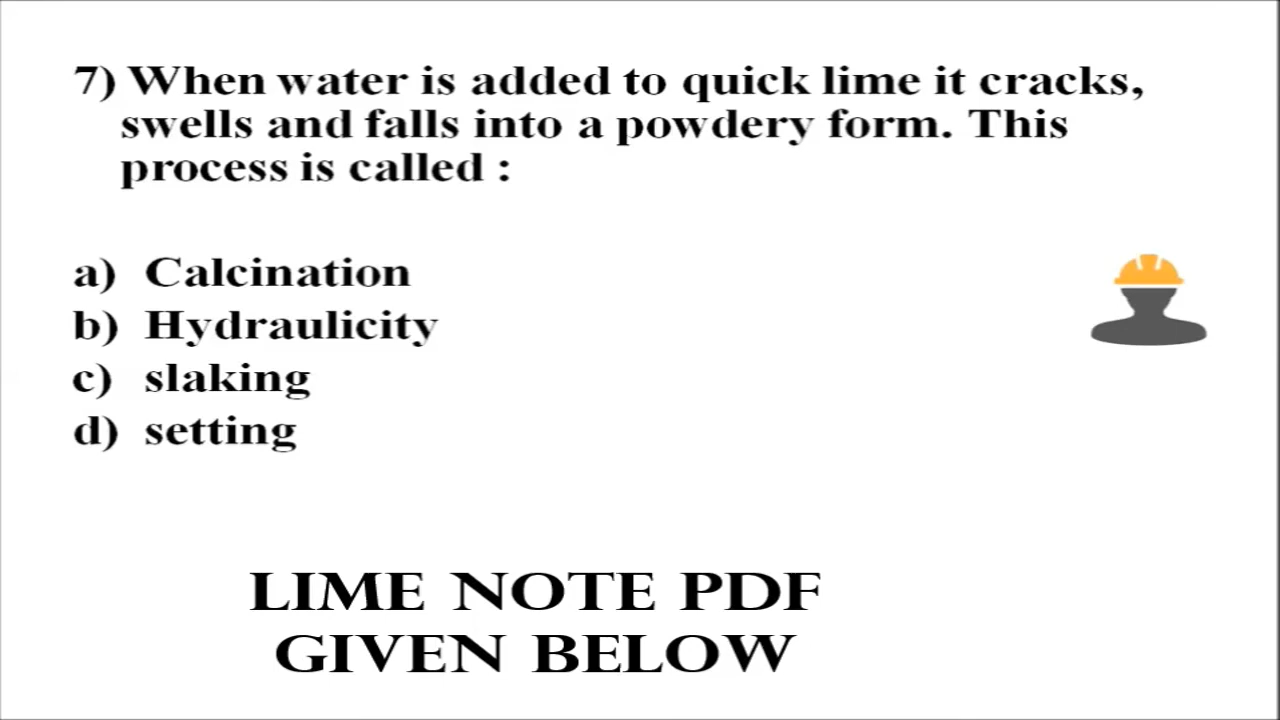 7) When water is added to quick lime it cracks,
swells and falls into a powdery form. This
process is called :
a) Calcination
b) Hydraulicity
c) slaking
d) setting
LIME NOTE PDF
GIVEN BELOW